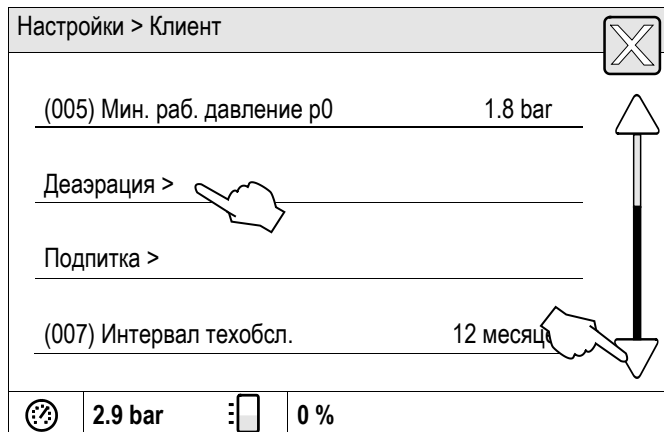 Настройки > Клиент
(005) Мин. раб. давление p0 1.8 bar
Деаэрация >
Подпитка >
(007) Интервал техобсл. 12
2.9 bar 0 %